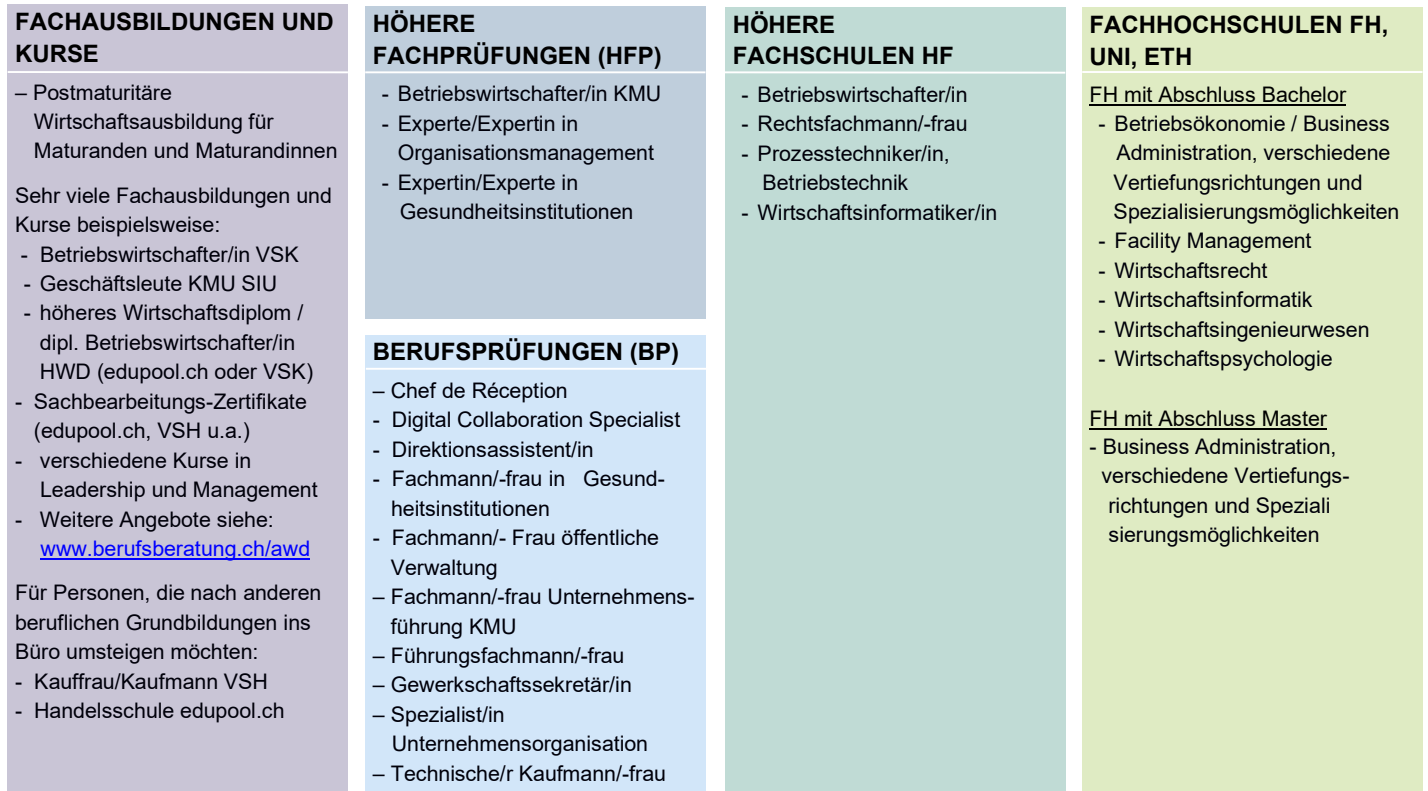 FACHAUSBILDUNGEN UND
KURSE
– Postmaturitäre
Wirtschaftsausbildung für
Maturanden und Maturandinnen
Sehr viele Fachausbildungen und
Kurse beispielsweise:
- Betriebswirtschafter/in VSK
- Geschäftsleute KMU SIU
- höheres Wirtschaftsdiplom /
dipl. Betriebswirtschafter/in
HWD (edupool.ch oder VSK)
- Sachbearbeitungs-Zertifikate
(edupool.ch, VSH u.a.)
- verschiedene Kurse in
Leadership und Management
- Weitere Angebote siehe:
www.berufsberatung.ch/awd
Für Personen, die nach anderen
beruflichen Grundbildungen ins
Büro umsteigen möchten:
- Kauffrau/Kaufmann VSH
- Handelsschule edupool.ch
HÖHERE
FACHPRÜFUNGEN (HFP)
- Betriebswirtschafter/in KMU
- Experte/Expertin in
Organisationsmanagement
- Expertin/Experte in
Gesundheitsinstitutionen
BERUFSPRÜFUNGEN (BP)
– Chef de Réception
- Digital Collaboration Specialist
- Direktionsassistent/in
- Fachmann/-frau in Gesund-
heitsinstitutionen
- Fachmann/- Frau öffentliche
Verwaltung
– Fachmann/-frau Unternehmens-
führung KMU
– Führungsfachmann/-frau
– Gewerkschaftssekretär/in
– Spezialist/in
Unternehmensorganisation
– Technische/r Kaufmann/-frau
HÖHERE
FACHSCHULEN HF
- Betriebswirtschafter/in
- Rechtsfachmann/-frau
- Prozesstechniker/in,
Betriebstechnik
- Wirtschaftsinformatiker/in
FACHHOCHSCHULEN FH,
UNI, ETH
FH mit Abschluss Bachelor
- Betriebsökonomie / Business
Administration, verschiedene
Vertiefungsrichtungen und
Spezialisierungsmöglichkeiten
- Facility Management
- Wirtschaftsrecht
- Wirtschaftsinformatik
- Wirtschaftsingenieurwesen
- Wirtschaftspsychologie
FH mit Abschluss Master
- Business Administration,
verschiedene Vertiefungs-
richtungen und Speziali
sierungsmöglichkeiten